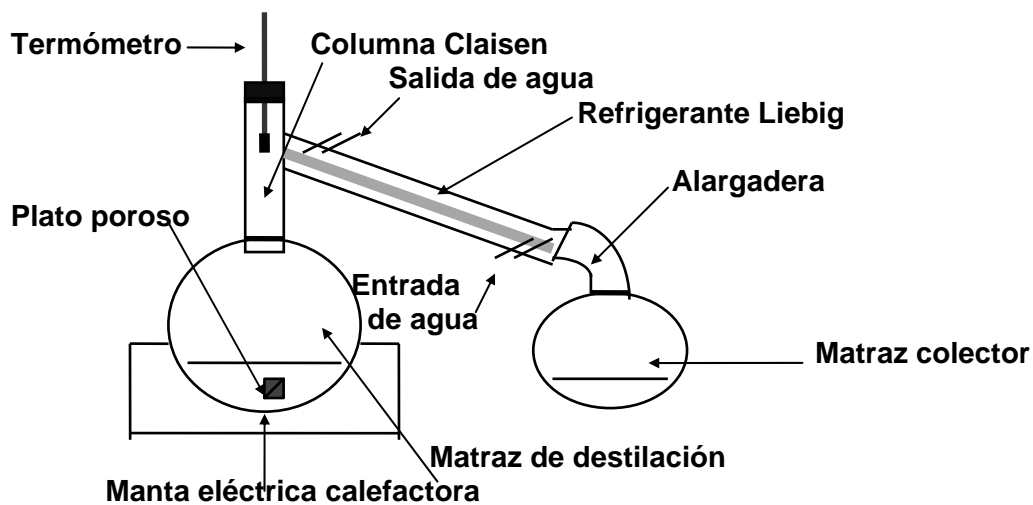 Termómetro
Columna Claisen
Salida de agua
Refrigerante Liebig
Alargadera
Plato poroso
Entrada
de agua
Matraz colector
Matraz de destilación
Manta eléctrica calefactora